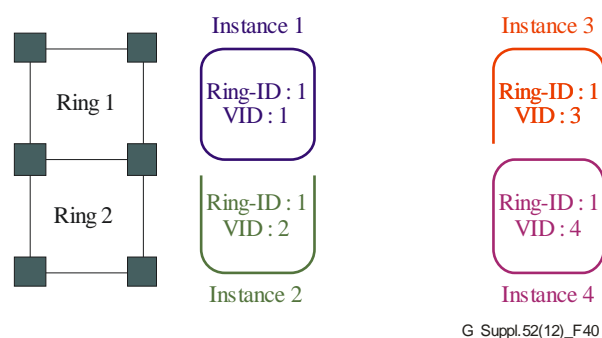 Instance 1
Instance 3
Ring 1
Ring-ID : 1
VID : 1
Ring-ID : 1
VID : 3
Ring 2
Ring-ID : 1
VID : 2
Ring-ID : 1
VID : 4
Instance 2
Instance 4
G Suppl.52(12)_F40